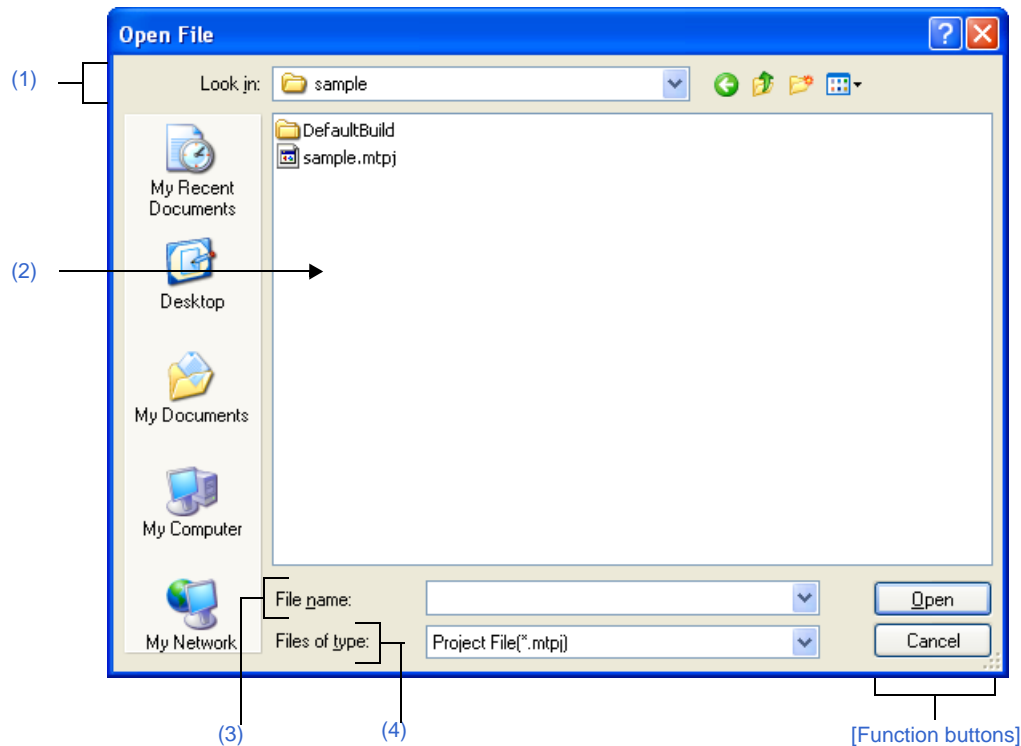 Open File
(1)
Look in:
sample
DefaultBuild
sample.mtpj
My Recent
Documents
(2)
Desktop
My Documents
My Computer
My Network
File name:
Open
Files of type:
Project File(*.mtpj)
Cancel
(3)
(4)
[Function buttons]